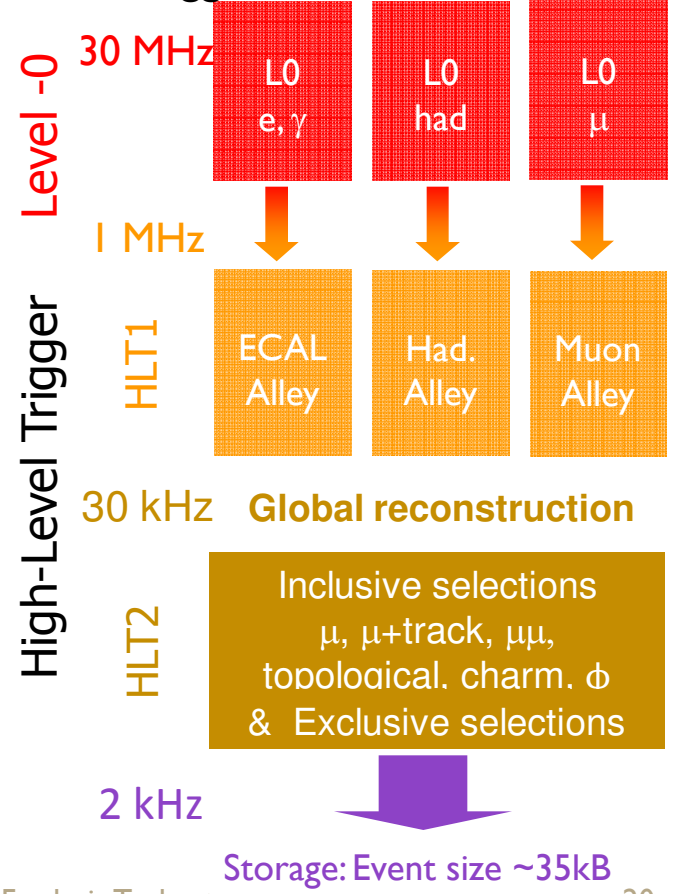 30 MHz
Level -0
L0
e, γ
L0
had
L0
μ
1 MHz
High-Level Trigger
HLT1
ECAL
Alley
Had.
Alley
Muon
Alley
30 kHz Global reconstruction
HLT2
Inclusive selections
μ, μ+track, μμ,
topological, charm, ϕ
& Exclusive selections
2 kHz
Storage: Event size ~35kB